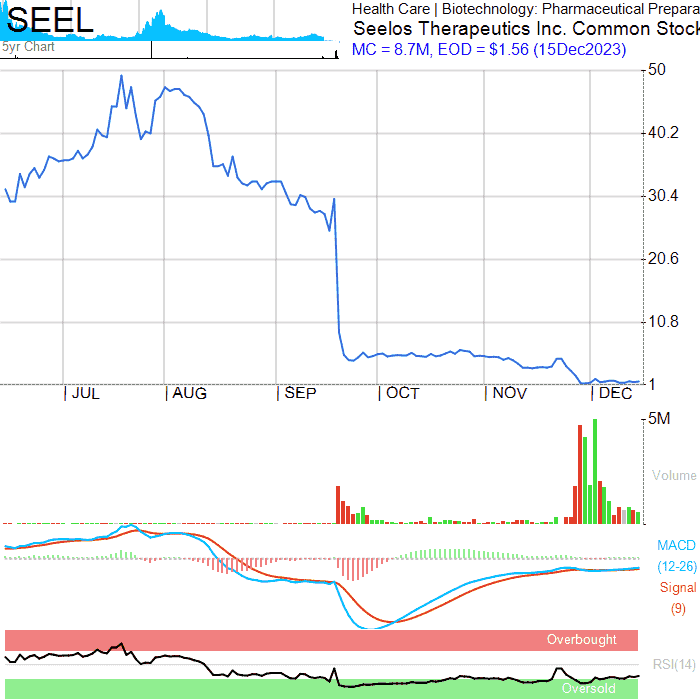 SEEL
5yr Chart
Health Care | Biotechnology: Pharmaceutical Prepara
Seelos Therapeutics Inc. Common Stock
MC = 8.7M, EOD = $1.56 (15Dec2023)
50
40.2
30.4
20.6
10.8
1
JUL AUG SEP OCT NOV DEC
5M
Volume
MACD
(12-26)
Signal
(9)
Overbought
RSI(14)
Oversold